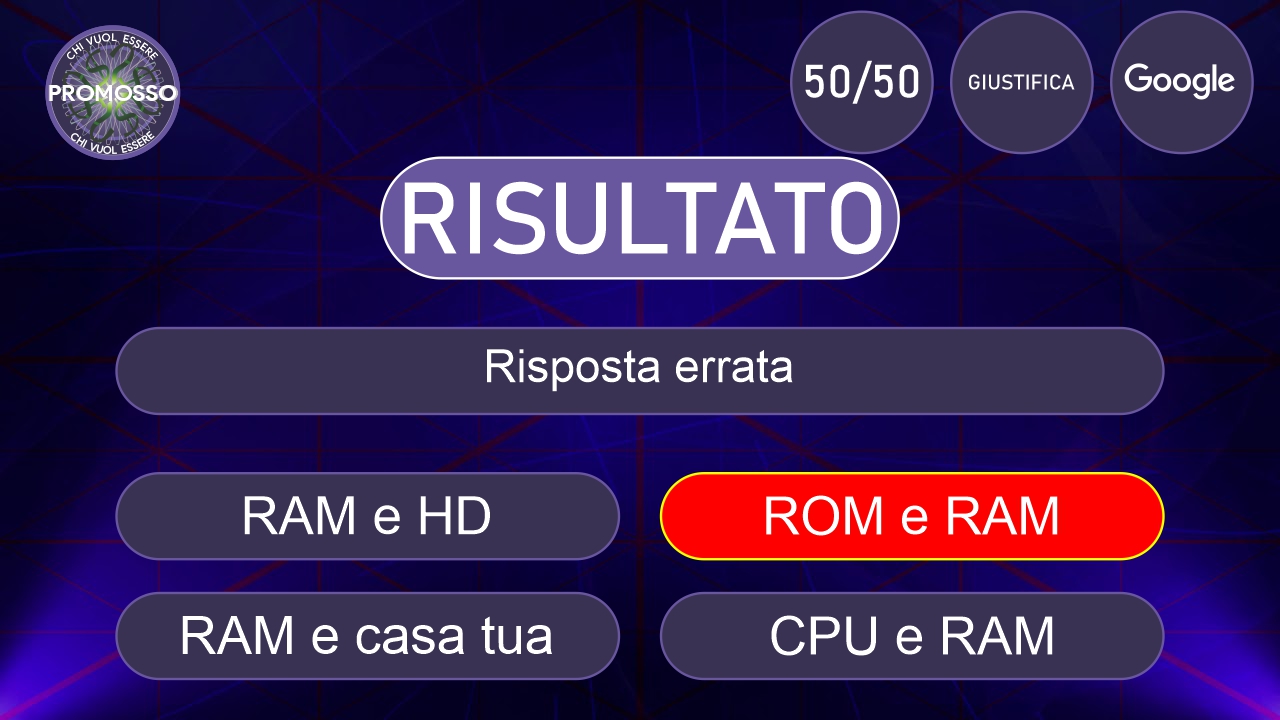 CHI VUOL ESSERE
PROMOSSO
CHI VUOL ESSERE
50/50
GIUSTIFICA
Google
RISULTATO
Risposta errata
RAM e HD
ROM e RAM
RAM e casa tua
CPU e RAM